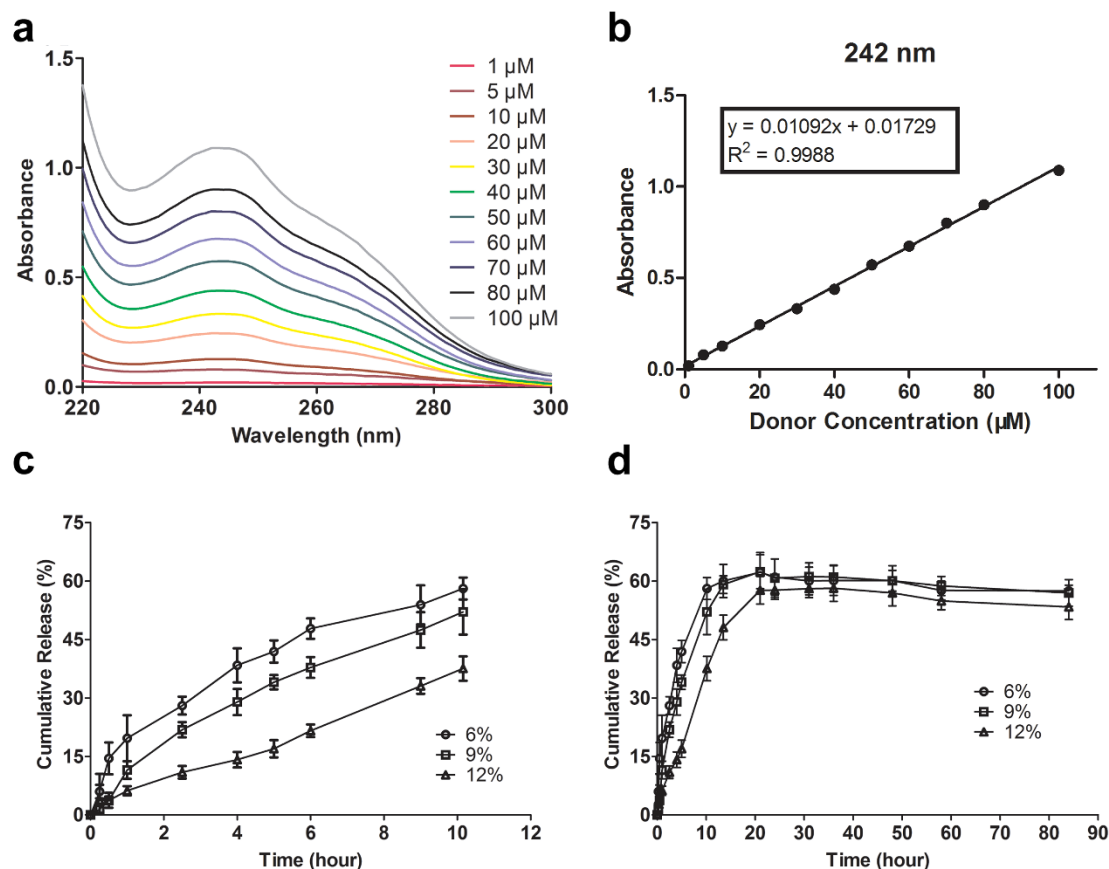 a
1.5
1.0
0.5
0.0
Absorbance
220
240
260
280
300
Wavelength (nm)
1 µM
5 µM
10 µM
20 µM
30 µM
40 µM
50 µM
60 µM
70 µM
80 µM
100 µM
b
242 nm
y = 0.01092x + 0.01729
R² = 0.9988
1.5
1.0
0.5
0.0
Absorbance
0
20
40
60
80
100
Donor Concentration (µM)
c
75
60
45
30
15
0
Cumulative Release (%)
0
2
4
6
8
10
12
Time (hour)
6%
9%
12%
d
75
60
45
30
15
0
Cumulative Release (%)
0
10
20
30
40
50
60
70
80
90
Time (hour)
6%
9%
12%